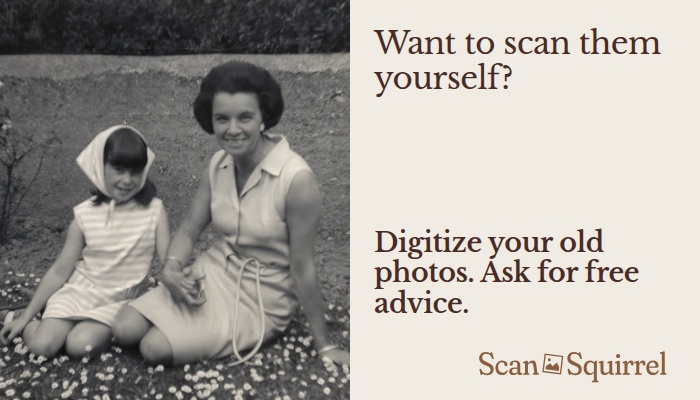 Want to scan them
yourself?
Digitize your old
photos. Ask for free
advice.
Scan Squirrel